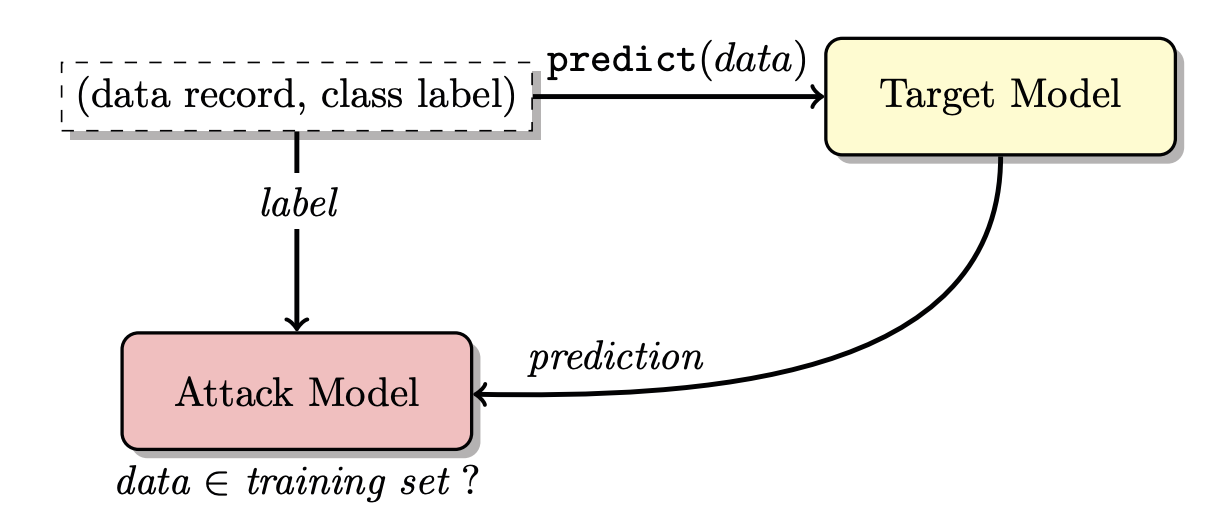 predict(data)
(data record, class label)
Target Model
label
prediction
Attack Model
data ∈ training set ?